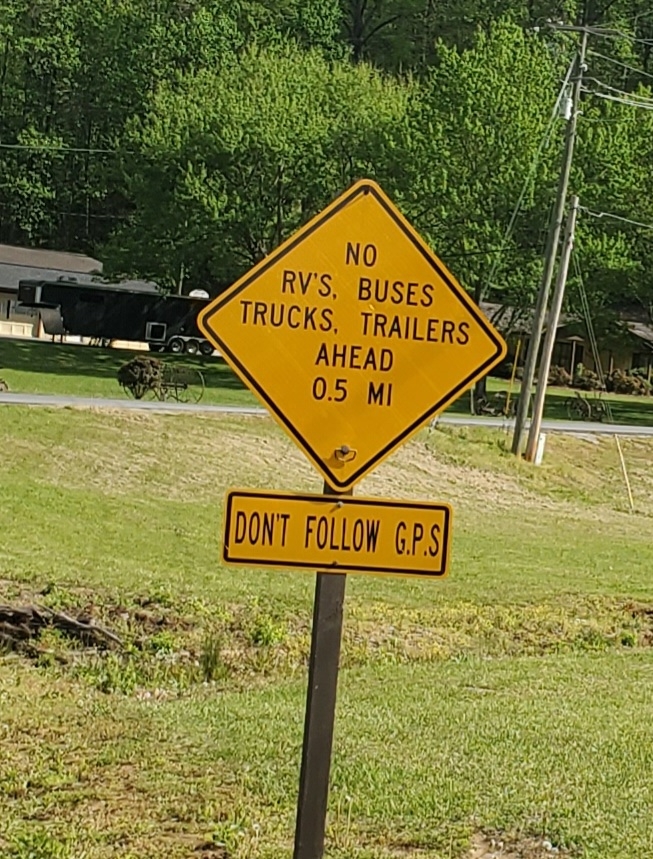 NO
RV'S, BUSES
TRUCKS, TRAILERS
AHEAD
0.5 MI
DON'T FOLLOW G.P.S